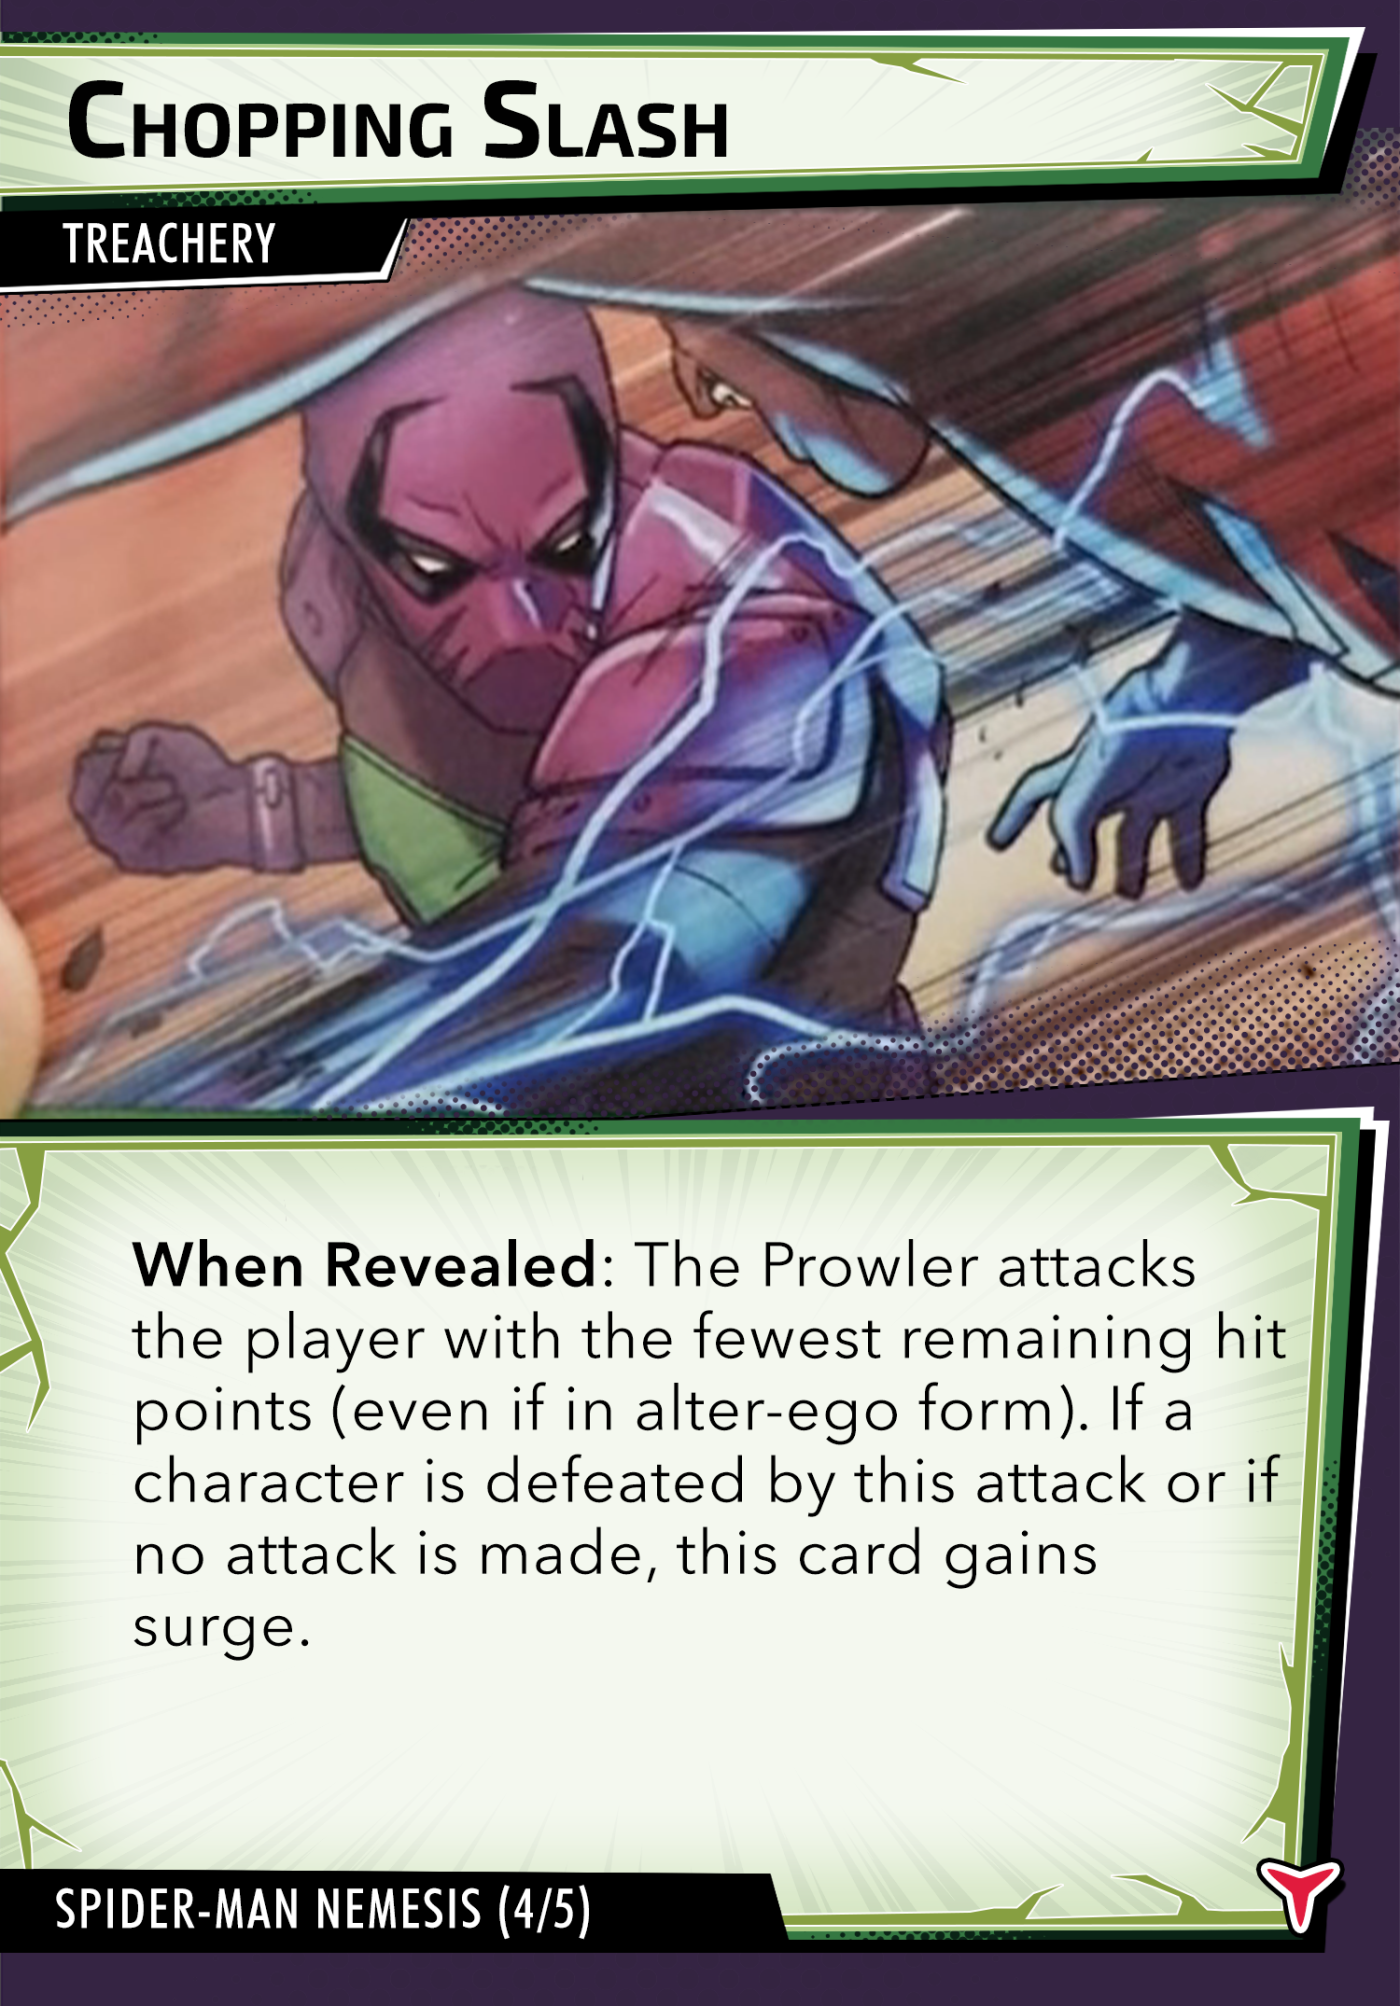 CHOPPING SLASH
TREACHERY
When Revealed: The Prowler attacks
the player with the fewest remaining hit
points (even if in alter-ego form). If a
character is defeated by this attack or if
no attack is made, this card gains
surge.
SPIDER-MAN NEMESIS (4/5)